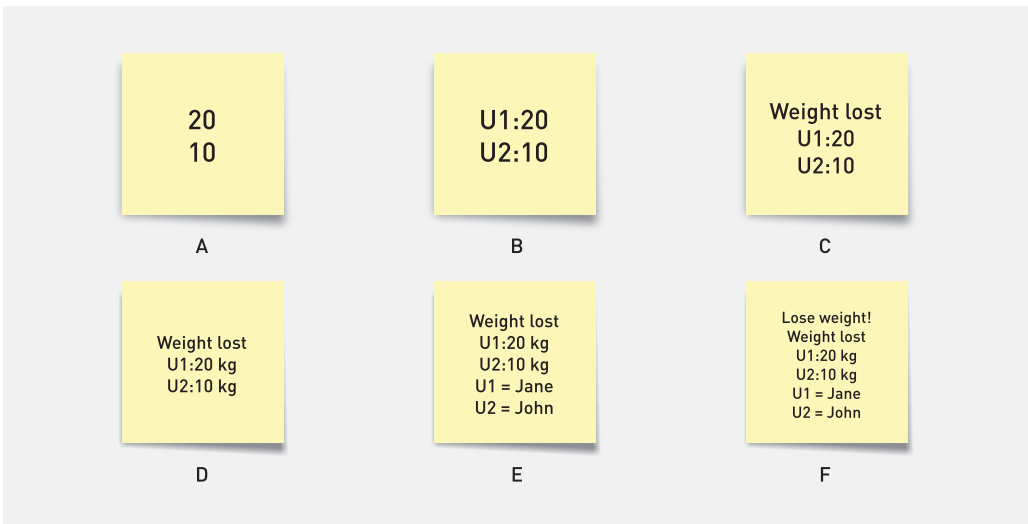 20
10
A
U1:20
U2:10
B
Weight lost
U1:20
U2:10
C
Weight lost
U1:20 kg
U2:10 kg
D
Weight lost
U1:20 kg
U2:10 kg
U1 = Jane
U2 = John
E
Lose weight!
Weight lost
U1:20 kg
U2:10 kg
U1 = Jane
U2 = John
F